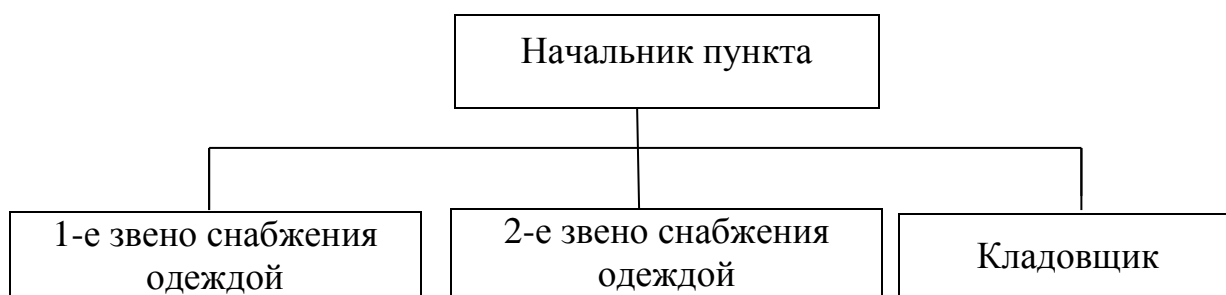 Начальник пункта
1-е звено снабжения
одеждой
2-е звено снабжения
одеждой
Кладовщик